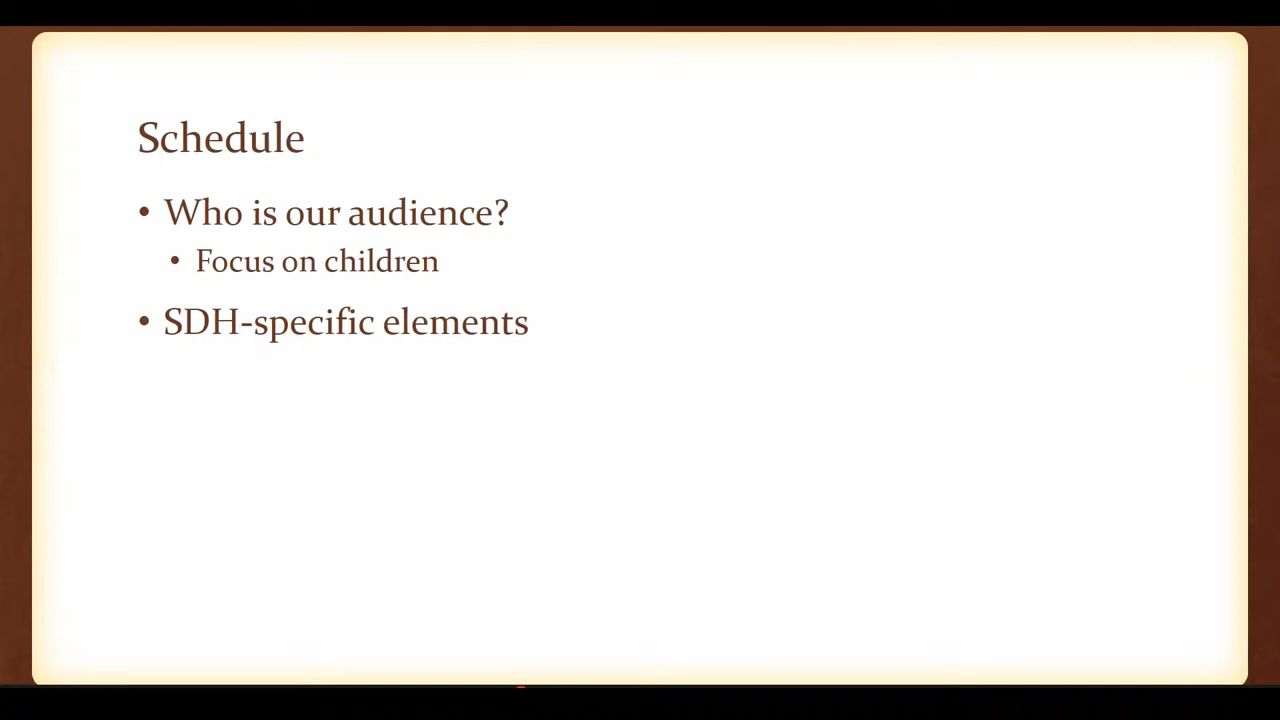 Schedule
• Who is our audience?
• Focus on children
• SDH-specific elements